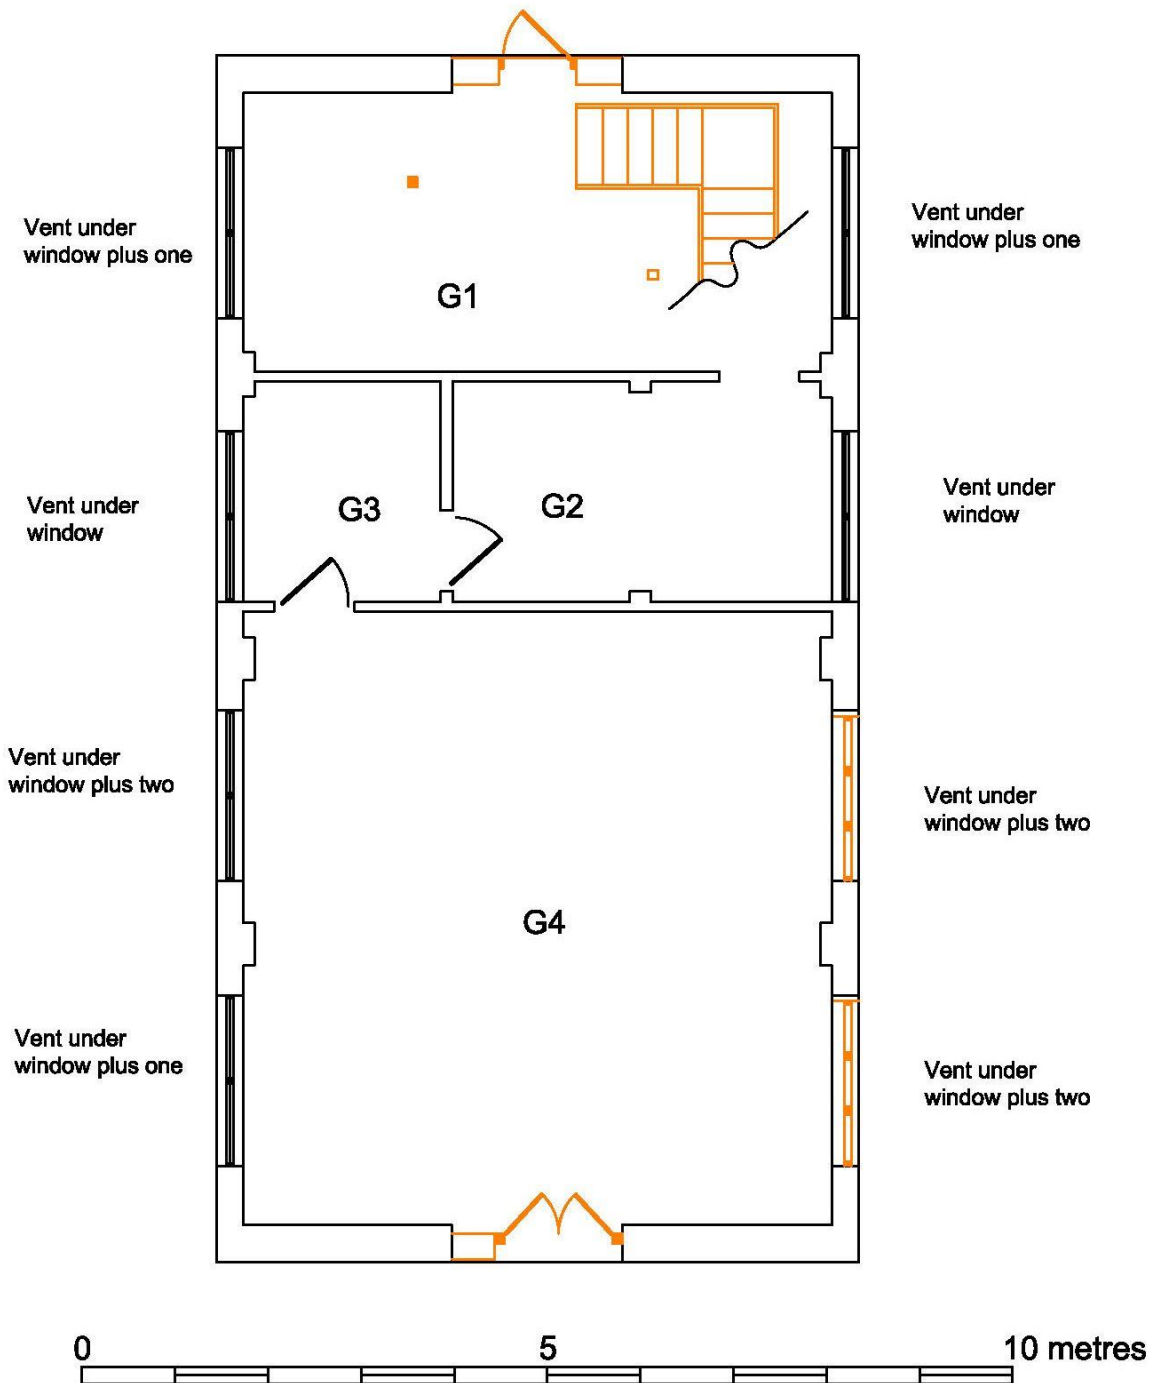 Vent under
window plus one
Vent under
window plus one
G1
Vent under
window
G3
G2
Vent under
window
Vent under
window plus two
Vent under
window plus two
G4
Vent under
window plus one
Vent under
window plus two
0 5 10 metres